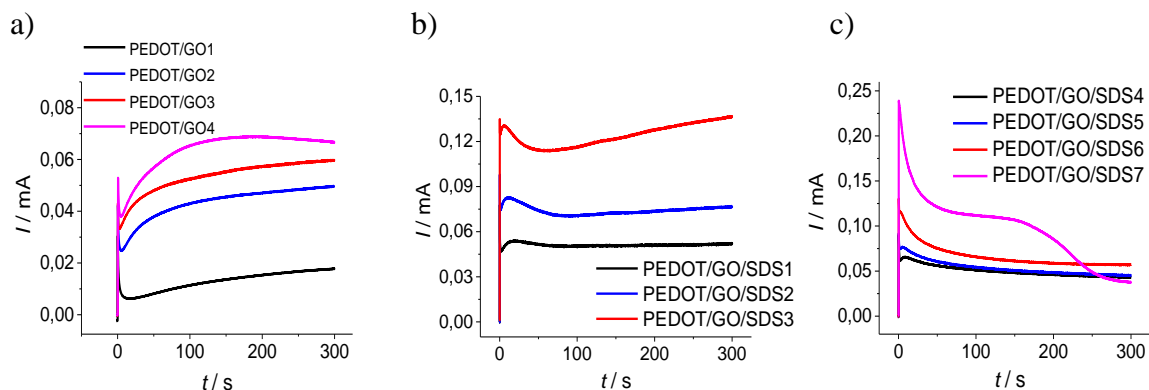 a)
PEDOT/GO1
PEDOT/GO2
PEDOT/GO3
PEDOT/GO4
0,08
0,06
0,04
0,02
0,00
I / mA
0 100 200 300
t / s
b)
0,15
0,12
0,09
0,06
0,03
0,00
I / mA
PEDOT/GO/SDS1
PEDOT/GO/SDS2
PEDOT/GO/SDS3
0 100 200 300
t / s
c)
0,25
0,20
0,15
0,10
0,05
0,00
I / mA
PEDOT/GO/SDS4
PEDOT/GO/SDS5
PEDOT/GO/SDS6
PEDOT/GO/SDS7
0 100 200 300
t / s